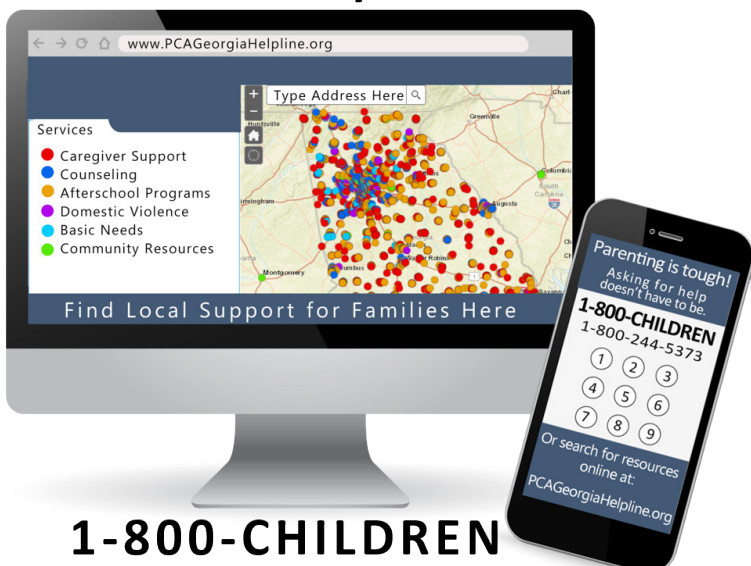 www.PCAGeorgiaHelpline.org
Type Address Here
Services
Caregiver Support
Counseling
Afterschool Programs
Domestic Violence
Basic Needs
Community Resources
Huntsville
Greenville
Augusta
South
Carolina
Montgomery
Find Local Support for Families Here
Parenting is tough!
Asking for help
doesn't have to be.
1-800-CHILDREN
1-800-244-5373
1 2 3
4 5 6
7 8 9
Or search for resources
online at:
PCAGeorgiaHelpline.org
1-800-CHILDREN